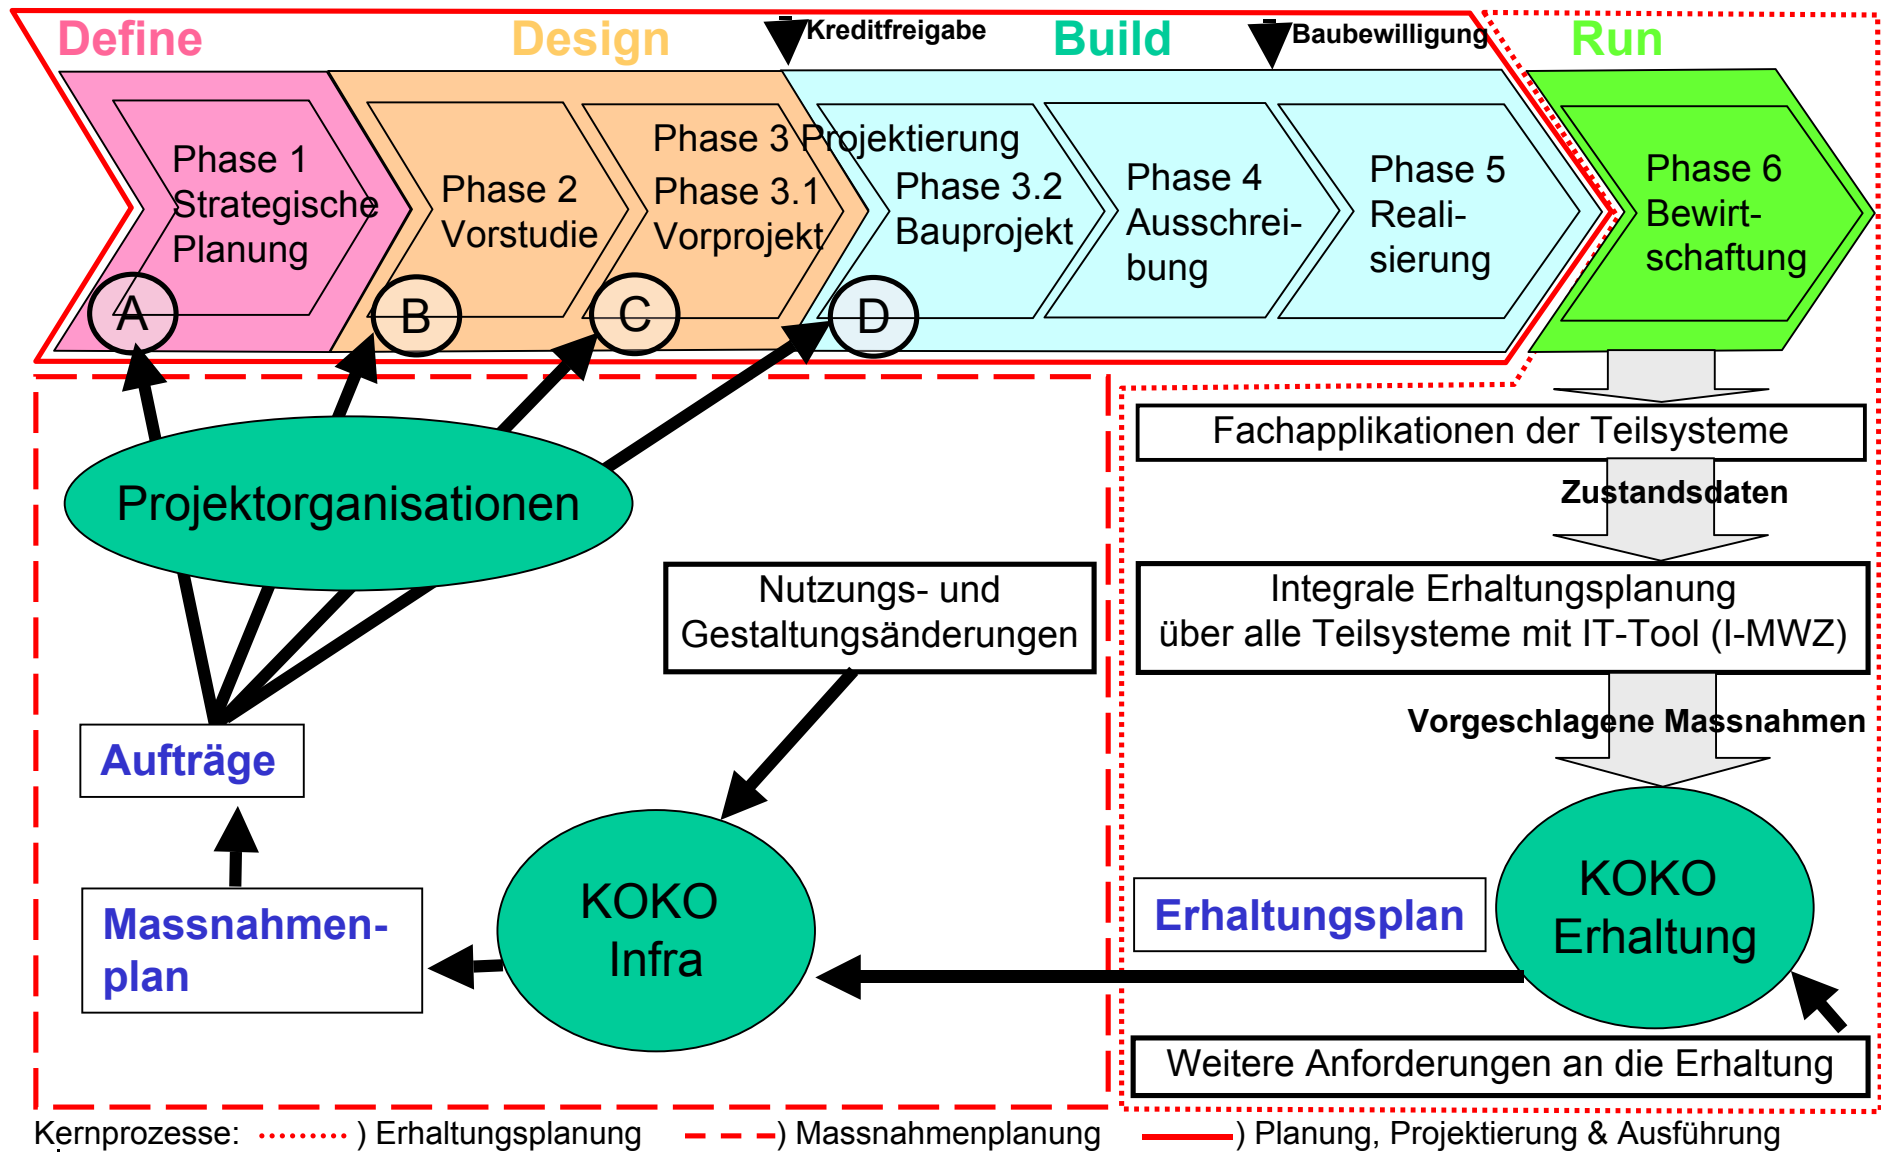 Define
Design
Kreditfreigabe
Build
Baubewilligung
Run
Phase 1
Strategische
Planung
Phase 2
Vorstudie
Phase 3 Projektierung
Phase 3.1
Vorprojekt
Phase 3.2
Bauprojekt
Phase 4
Ausschrei-
bung
Phase 5
Reali-
sierung
Phase 6
Bewirt-
schaftung
A
B
C
D
Projektorganisationen
Fachapplikationen der Teilsysteme
Zustandsdaten
Nutzungs- und
Gestaltungsänderungen
Integrale Erhaltungsplanung
über alle Teilsysteme mit IT-Tool (I-MWZ)
Vorgeschlagene Massnahmen
Aufträge
Massnahmen-
plan
KOKO
Infra
Erhaltungsplan
KOKO
Erhaltung
Weitere Anforderungen an die Erhaltung
Kernprozesse: ) Erhaltungsplanung ) Massnahmenplanung ) Planung, Projektierung & Ausführung